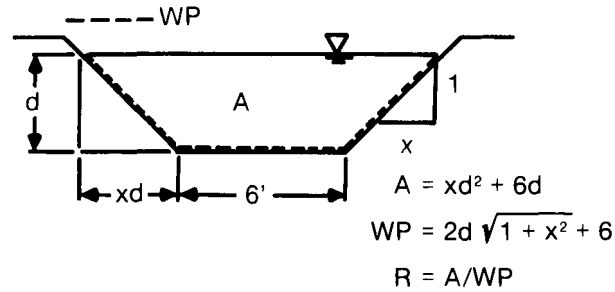 WP
d
A
1
x
xd
6'
A = xd² + 6d
WP = 2d √1 + x² + 6
R = A/WP